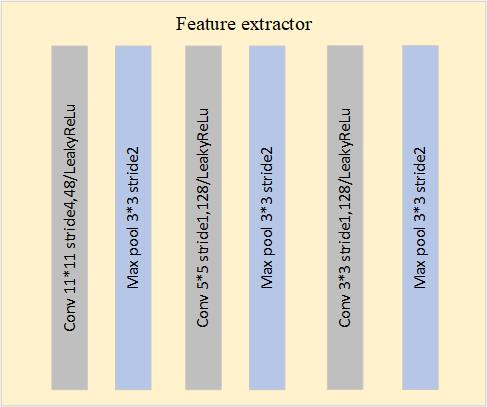 Feature extractor
Conv 11*11 stride4,48/LeakyReLu
Max pool 3*3 stride2
Conv 5*5 stride1,128/LeakyReLu
Max pool 3*3 stride2
Conv 3*3 stride1,128/LeakyReLu
Max pool 3*3 stride2